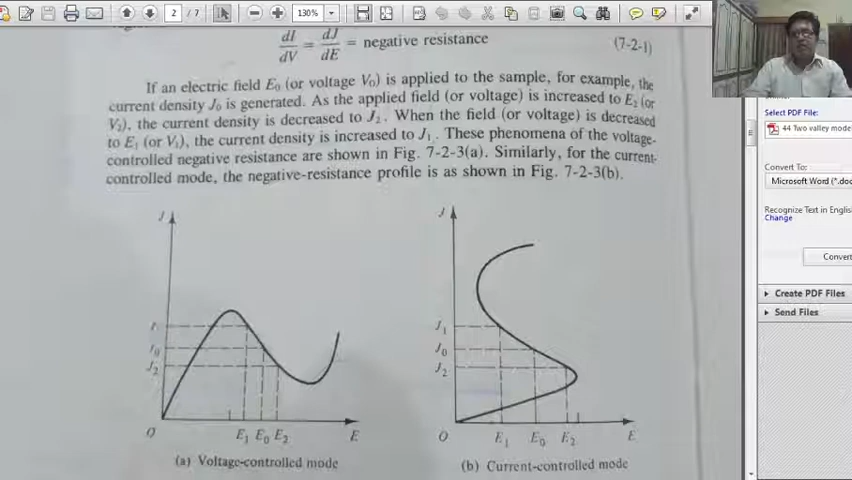 2 / 7
130%
dI dJ
— = — = negative resistance (7-2-1)
dV dE
If an electric field E₀ (or voltage V₀) is applied to the sample, for example, the
current density J₀ is generated. As the applied field (or voltage) is increased to E₂ (or
V₂), the current density is decreased to J₂. When the field (or voltage) is decreased
to E₁ (or V₁), the current density is increased to J₁. These phenomena of the voltage-
controlled negative resistance are shown in Fig. 7-2-3(a). Similarly, for the current-
controlled mode, the negative-resistance profile is as shown in Fig. 7-2-3(b).
J
J₀
J₂
O E₁ E₀ E₂ E
(a) Voltage-controlled mode
J
J₁
J₀
J₂
O E₁ E₀ E₂ E
(b) Current-controlled mode
Select PDF File:
44 Two valley mode
Convert To:
Microsoft Word (*.doc
Recognize Text in English
Change
Convert
Create PDF Files
Send Files